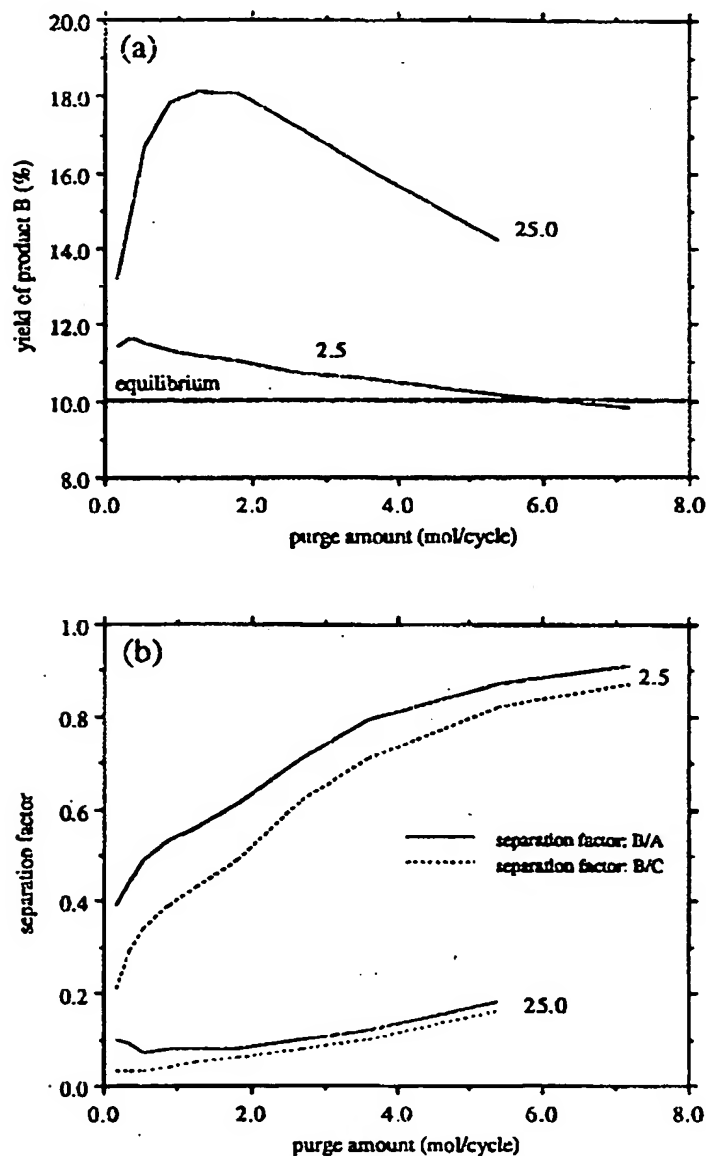 (a)
20.0
18.0
16.0
14.0
12.0
10.0
8.0
yield of product B (%)
25.0
2.5
equilibrium
0.0 2.0 4.0 6.0 8.0
purge amount (mol/cycle)
(b)
1.0
0.8
0.6
0.4
0.2
0.0
separation factor
2.5
separation factor: B/A
separation factor: B/C
25.0
0.0 2.0 4.0 6.0 8.0
purge amount (mol/cycle)